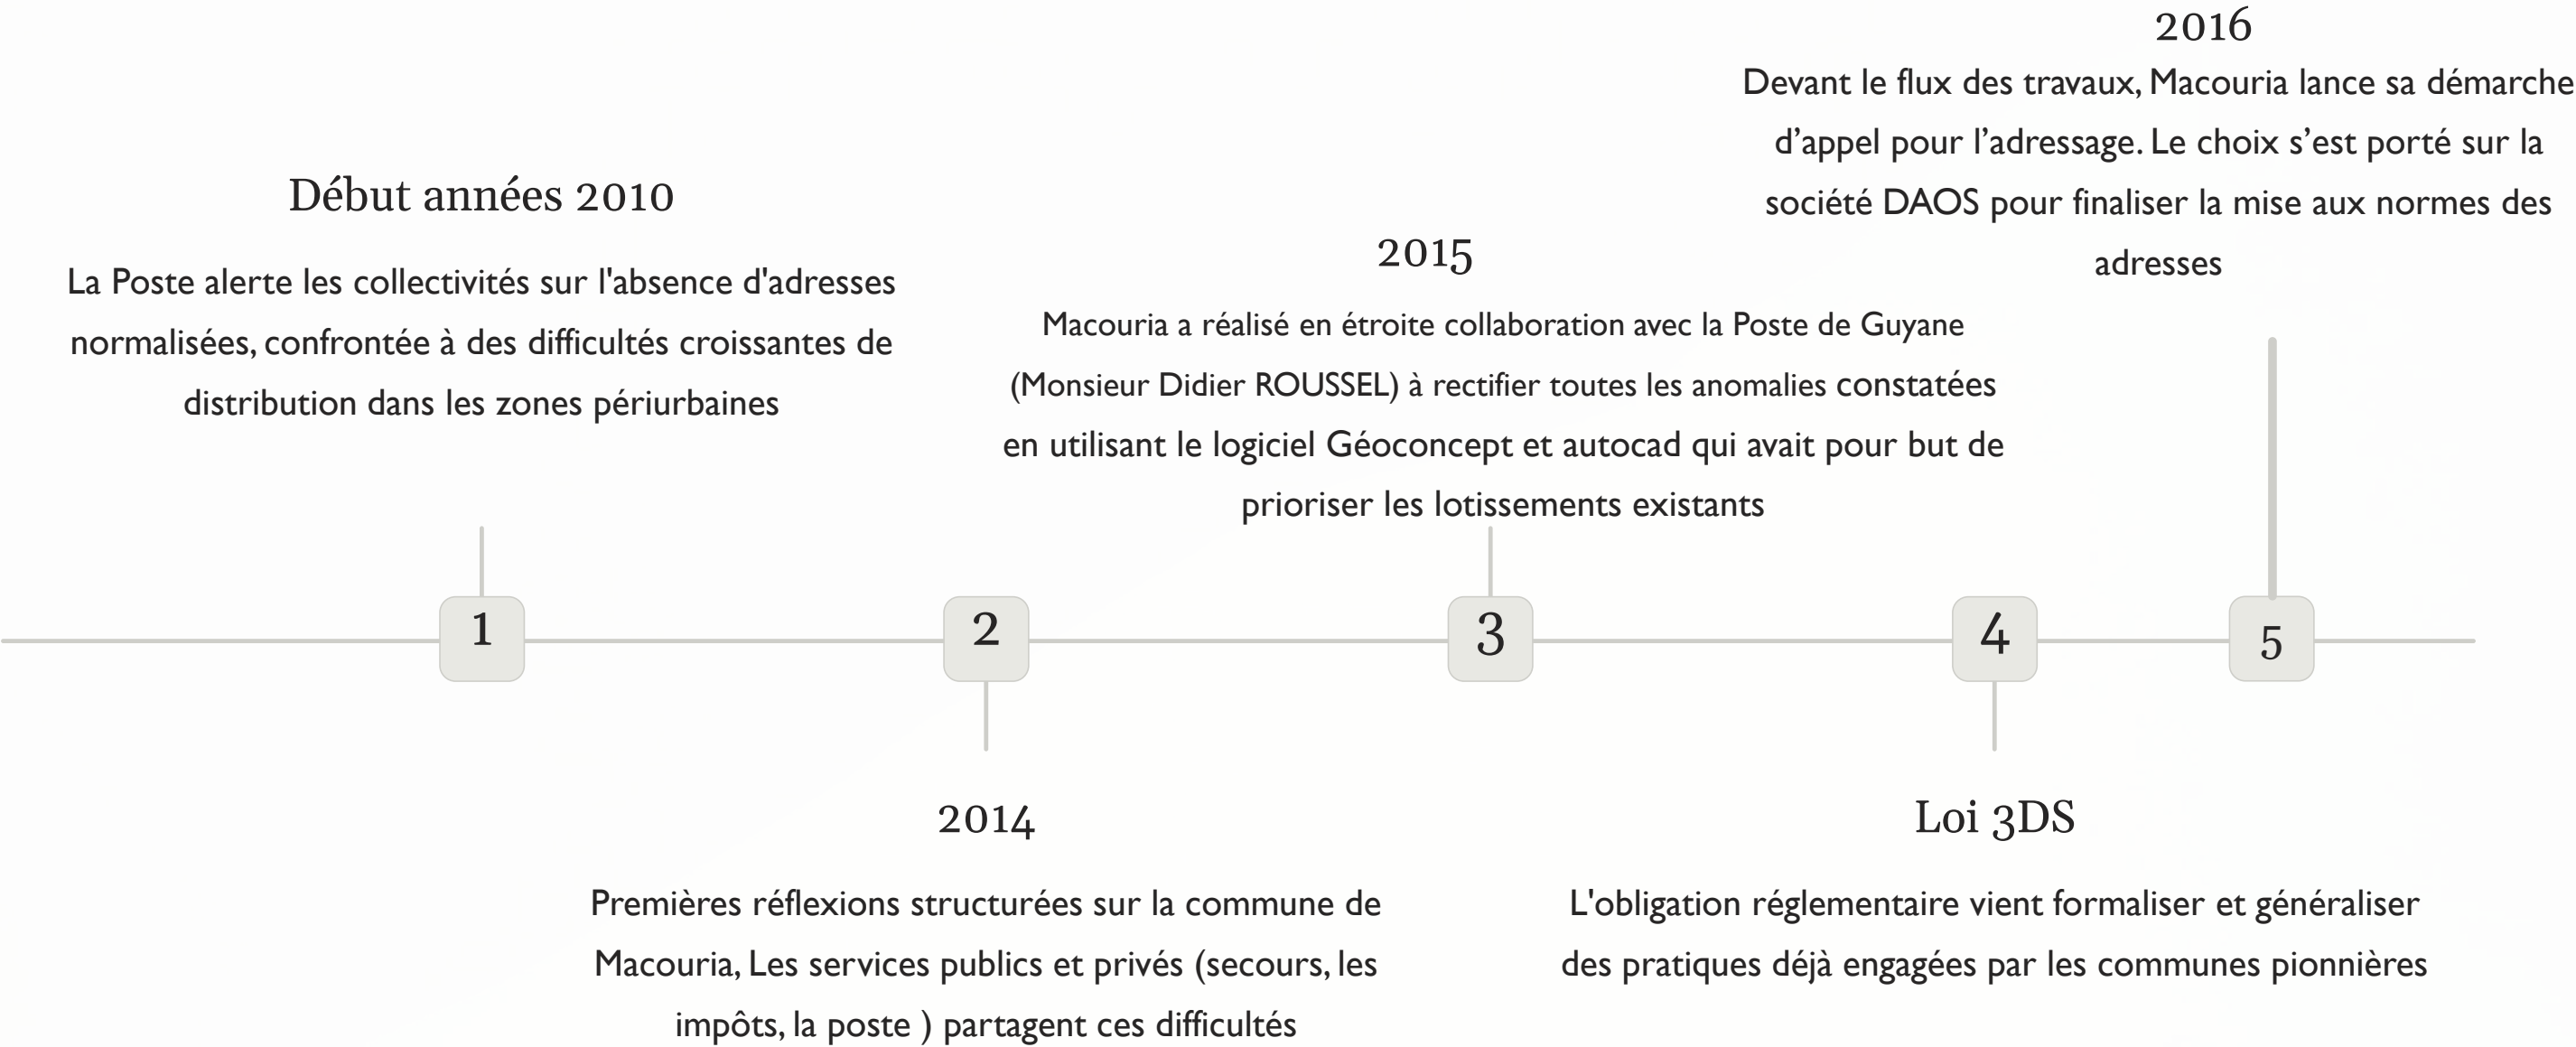 Début années 2010
La Poste alerte les collectivités sur l'absence d'adresses
normalisées, confrontée à des difficultés croissantes de
distribution dans les zones périurbaines
2015
Macouria a réalisé en étroite collaboration avec la Poste de Guyane
(Monsieur Didier ROUSSEL) à rectifier toutes les anomalies constatées
en utilisant le logiciel Géoconcept et autocad qui avait pour but de
prioriser les lotissements existants
2016
Devant le flux des travaux, Macouria lance sa démarche
d’appel pour l’adressage. Le choix s’est porté sur la
société DAOS pour finaliser la mise aux normes des
adresses
1
2
3
4
5
2014
Premières réflexions structurées sur la commune de
Macouria, Les services publics et privés (secours, les
impôts, la poste ) partagent ces difficultés
Loi 3DS
L'obligation réglementaire vient formaliser et généraliser
des pratiques déjà engagées par les communes pionnières